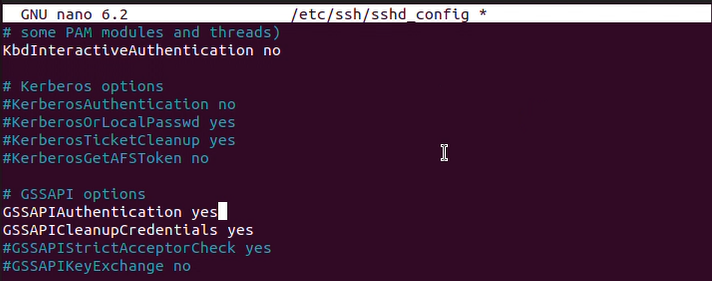 GNU nano 6.2 /etc/ssh/sshd_config *
# some PAM modules and threads)
KbdInteractiveAuthentication no
# Kerberos options
#KerberosAuthentication no
#KerberosOrLocalPasswd yes
#KerberosTicketCleanup yes
#KerberosGetAFSToken no
# GSSAPI options
GSSAPIAuthentication yes
GSSAPICleanupCredentials yes
#GSSAPIStrictAcceptorCheck yes
#GSSAPIKeyExchange no